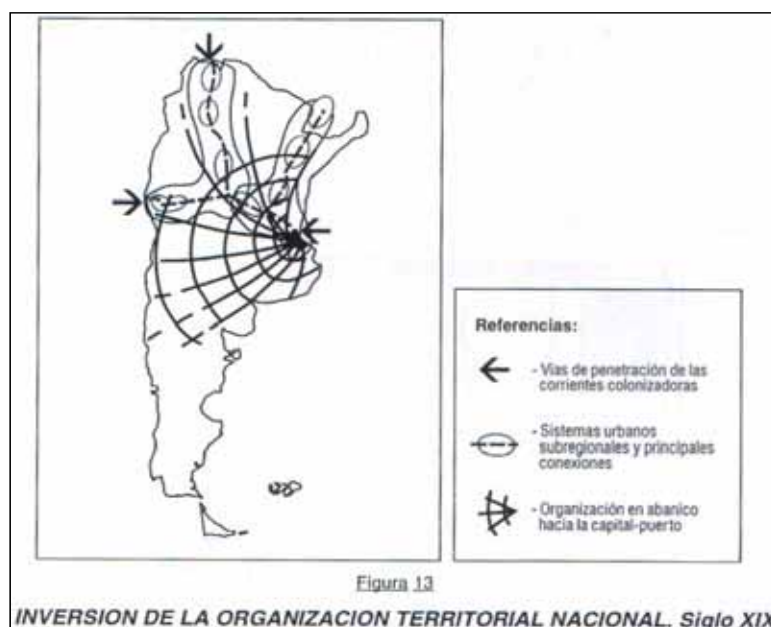 Referencias:
- Vias de penetración de las
corrientes colonizadoras
- Sistemas urbanos
subregionales y principales
conexiones
- Organización en abanico
hacia la capital-puerto
Figura 13
INVERSION DE LA ORGANIZACION TERRITORIAL NACIONAL. Siglo XIX